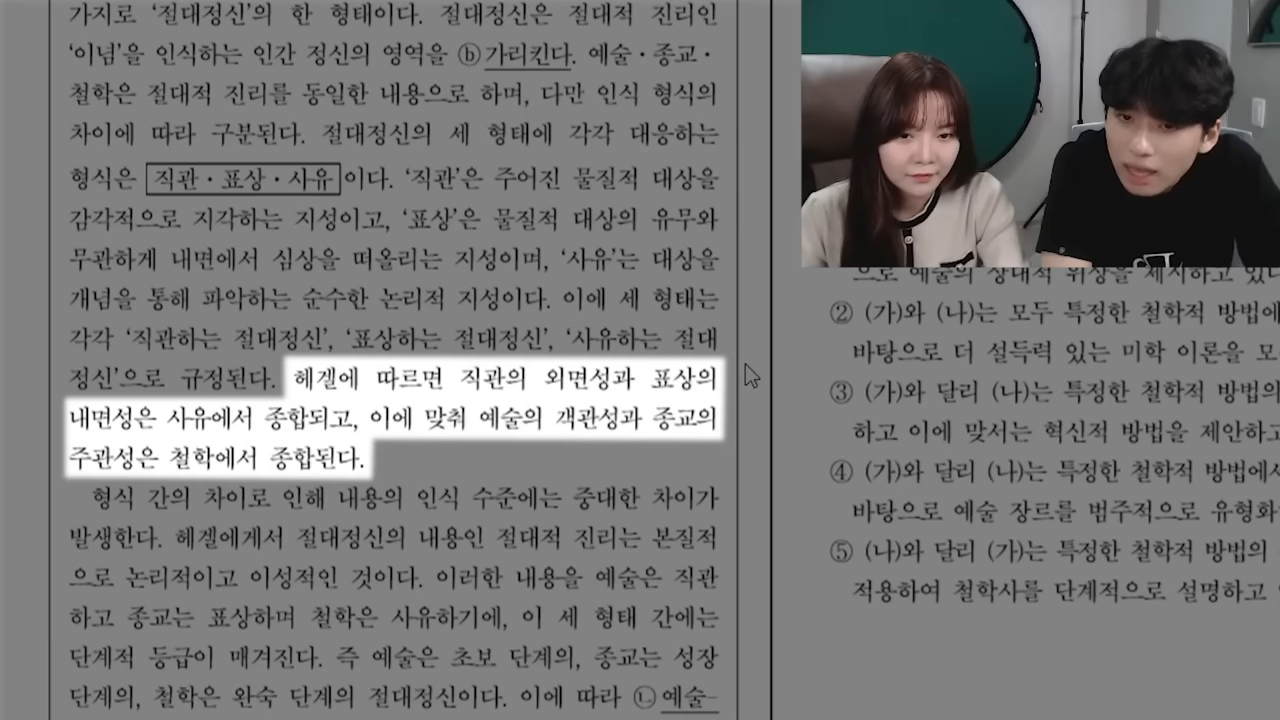 가지로 ‘절대정신’의 한 형태이다. 절대정신은 절대적 진리인
‘이념’을 인식하는 인간 정신의 영역을 ⓑ가리킨다. 예술·종교·
철학은 절대적 진리를 동일한 내용으로 하며, 다만 인식 형식의
차이에 따라 구분된다. 절대정신의 세 형태에 각각 대응하는
형식은 직관·표상·사유이다. ‘직관’은 주어진 물질적 대상을
감각적으로 지각하는 지성이고, ‘표상’은 물질적 대상의 유무와
무관하게 내면에서 심상을 떠올리는 지성이며, ‘사유’는 대상을
개념을 통해 파악하는 순수한 논리적 지성이다. 이에 세 형태는
각각 ‘직관하는 절대정신’, ‘표상하는 절대정신’, ‘사유하는 절대
정신’으로 규정된다. 헤겔에 따르면 직관의 외면성과 표상의
내면성은 사유에서 종합되고, 이에 맞춰 예술의 객관성과 종교의
주관성은 철학에서 종합된다.
형식 간의 차이로 인해 내용의 인식 수준에는 중대한 차이가
발생한다. 헤겔에게서 절대정신의 내용인 절대적 진리는 본질적
으로 논리적이고 이성적인 것이다. 이러한 내용을 예술은 직관
하고 종교는 표상하며 철학은 사유하기에, 이 세 형태 간에는
단계적 등급이 매겨진다. 즉 예술은 초보 단계의, 종교는 성장
단계의, 철학은 완숙 단계의 절대정신이다. 이에 따라 ㉡예술-
으로 예술의 상대적 위상을 제시하고 있다
② (가)와 (나)는 모두 특정한 철학적 방법에
바탕으로 더 설득력 있는 미학 이론을 모
③ (가)와 달리 (나)는 특정한 철학적 방법의
하고 이에 맞서는 혁신적 방법을 제안하고
④ (가)와 달리 (나)는 특정한 철학적 방법에서
바탕으로 예술 장르를 범주적으로 유형화
⑤ (나)와 달리 (가)는 특정한 철학적 방법의
적용하여 철학사를 단계적으로 설명하고